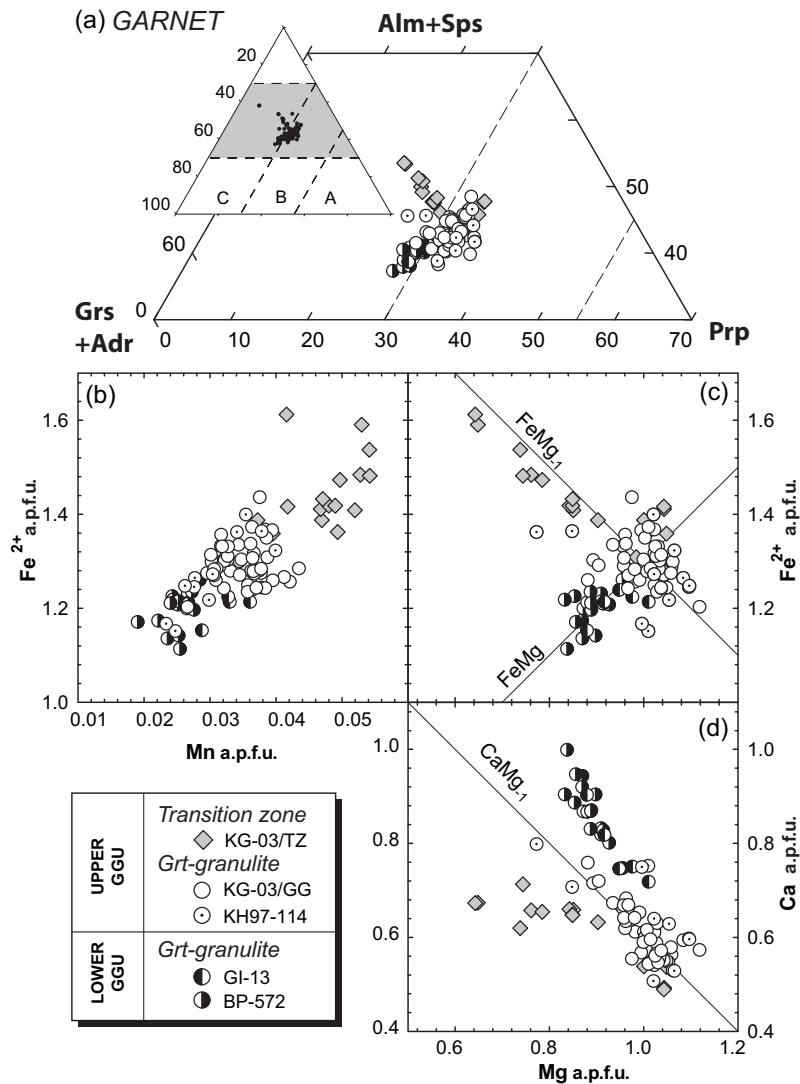 (a) GARNET
Alm+Sps
20
40
60
80
100
C
B
A
60
50
40
Grs
+Adr
0
Prp
0
10
20
30
40
50
60
70
(b)
1.6
1.4
1.2
1.0
Fe2+ a.p.f.u.
0.01
0.02
0.03
0.04
0.05
Mn a.p.f.u.
(c)
FeMg-1
FeMg
1.6
1.4
1.2
1.0
Fe2+ a.p.f.u.
(d)
CaMg-1
1.0
0.8
0.6
0.4
1.0
0.8
0.6
0.4
Ca a.p.f.u.
0.6
0.8
1.0
1.2
Mg a.p.f.u.
UPPER
GGU
Transition zone
KG-03/TZ
Grt-granulite
KG-03/GG
KH97-114
LOWER
GGU
Grt-granulite
GI-13
BP-572